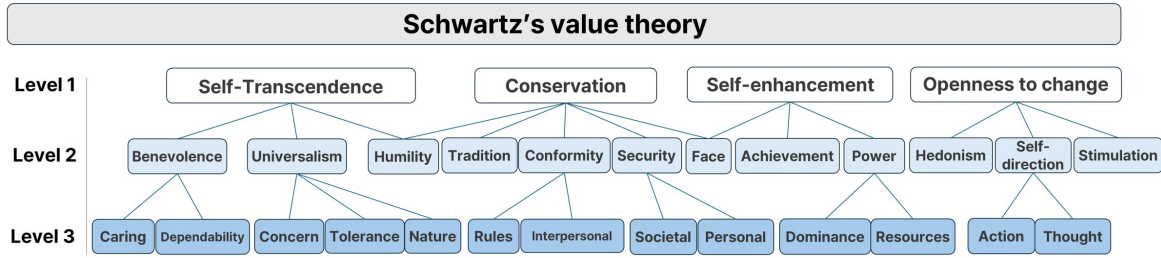 Schwartz's value theory
Level 1
Self-Transcendence
Conservation
Self-enhancement
Openness to change
Level 2
Benevolence
Universalism
Humility
Tradition
Conformity
Security
Face
Achievement
Power
Hedonism
Self-
direction
Stimulation
Level 3
Caring
Dependability
Concern
Tolerance
Nature
Rules
Interpersonal
Societal
Personal
Dominance
Resources
Action
Thought